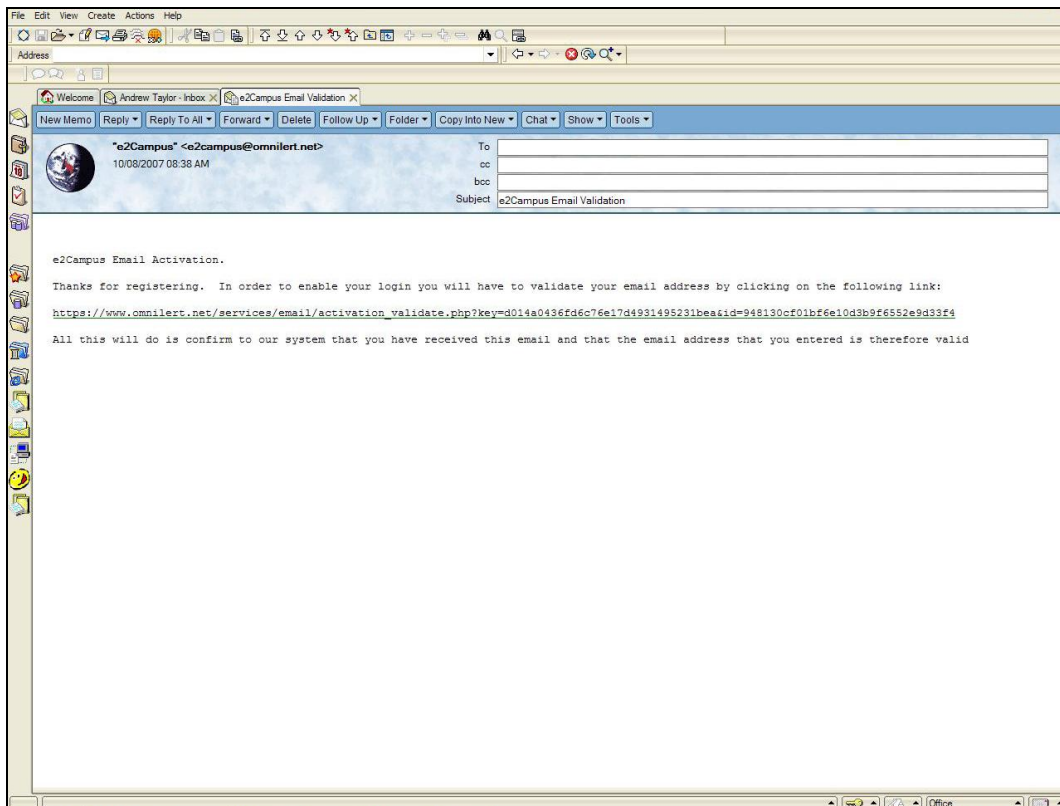 File Edit View Create Actions Help
Address
Welcome Andrew Taylor - Inbox e2Campus Email Validation
New Memo Reply Reply To All Forward Delete Follow Up Folder Copy Into New Chat Show Tools
"e2Campus" <e2campus@omnilert.net>
10/08/2007 08:38 AM
To
cc
bcc
Subject e2Campus Email Validation
e2Campus Email Activation.
Thanks for registering. In order to enable your login you will have to validate your email address by clicking on the following link:
https://www.omnilert.net/services/email/activation_validate.php?key=d014a0436fd6c76e17d4931495231bea&id=948130cf01bf6e10d3b9f6552e9d33f4
All this will do is confirm to our system that you have received this email and that the email address that you entered is therefore valid
Office